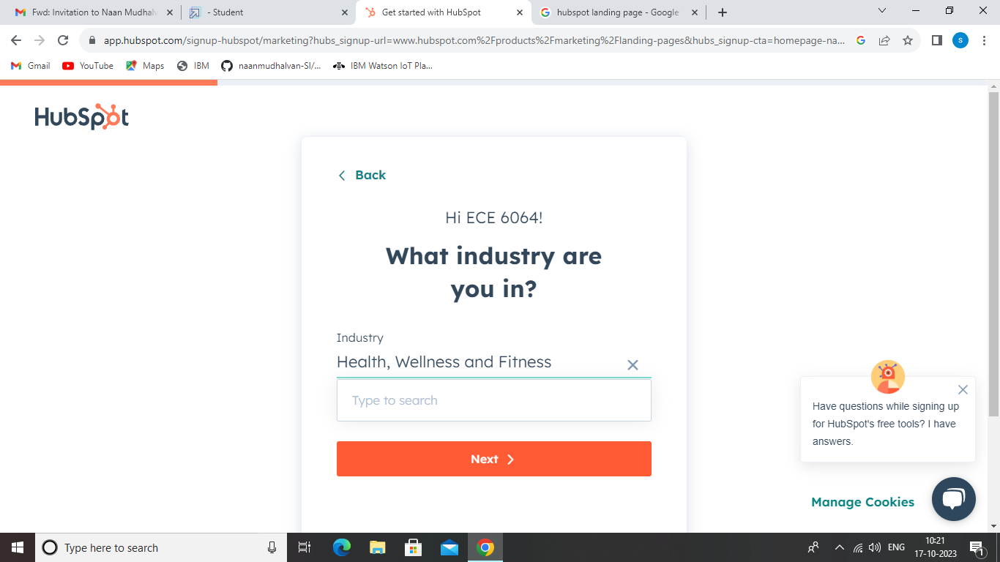 Fwd: Invitation to Naan Mudhalv
- Student
Get started with HubSpot
hubspot landing page - Google
app.hubspot.com/signup-hubspot/marketing?hubs_signup-url=www.hubspot.com%2Fproducts%2Fmarketing%2Flanding-pages&hubs_signup-cta=homepage-na...
S
Gmail
YouTube
Maps
IBM
naanmudhalvan-SI/...
IBM Watson IoT Pla...
HubSpot
Back
Hi ECE 6064!
What industry are
you in?
Industry
Health, Wellness and Fitness
Type to search
Next
Have questions while signing up
for HubSpot's free tools? I have
answers.
Manage Cookies
Type here to search
ENG
10:21
17-10-2023
1